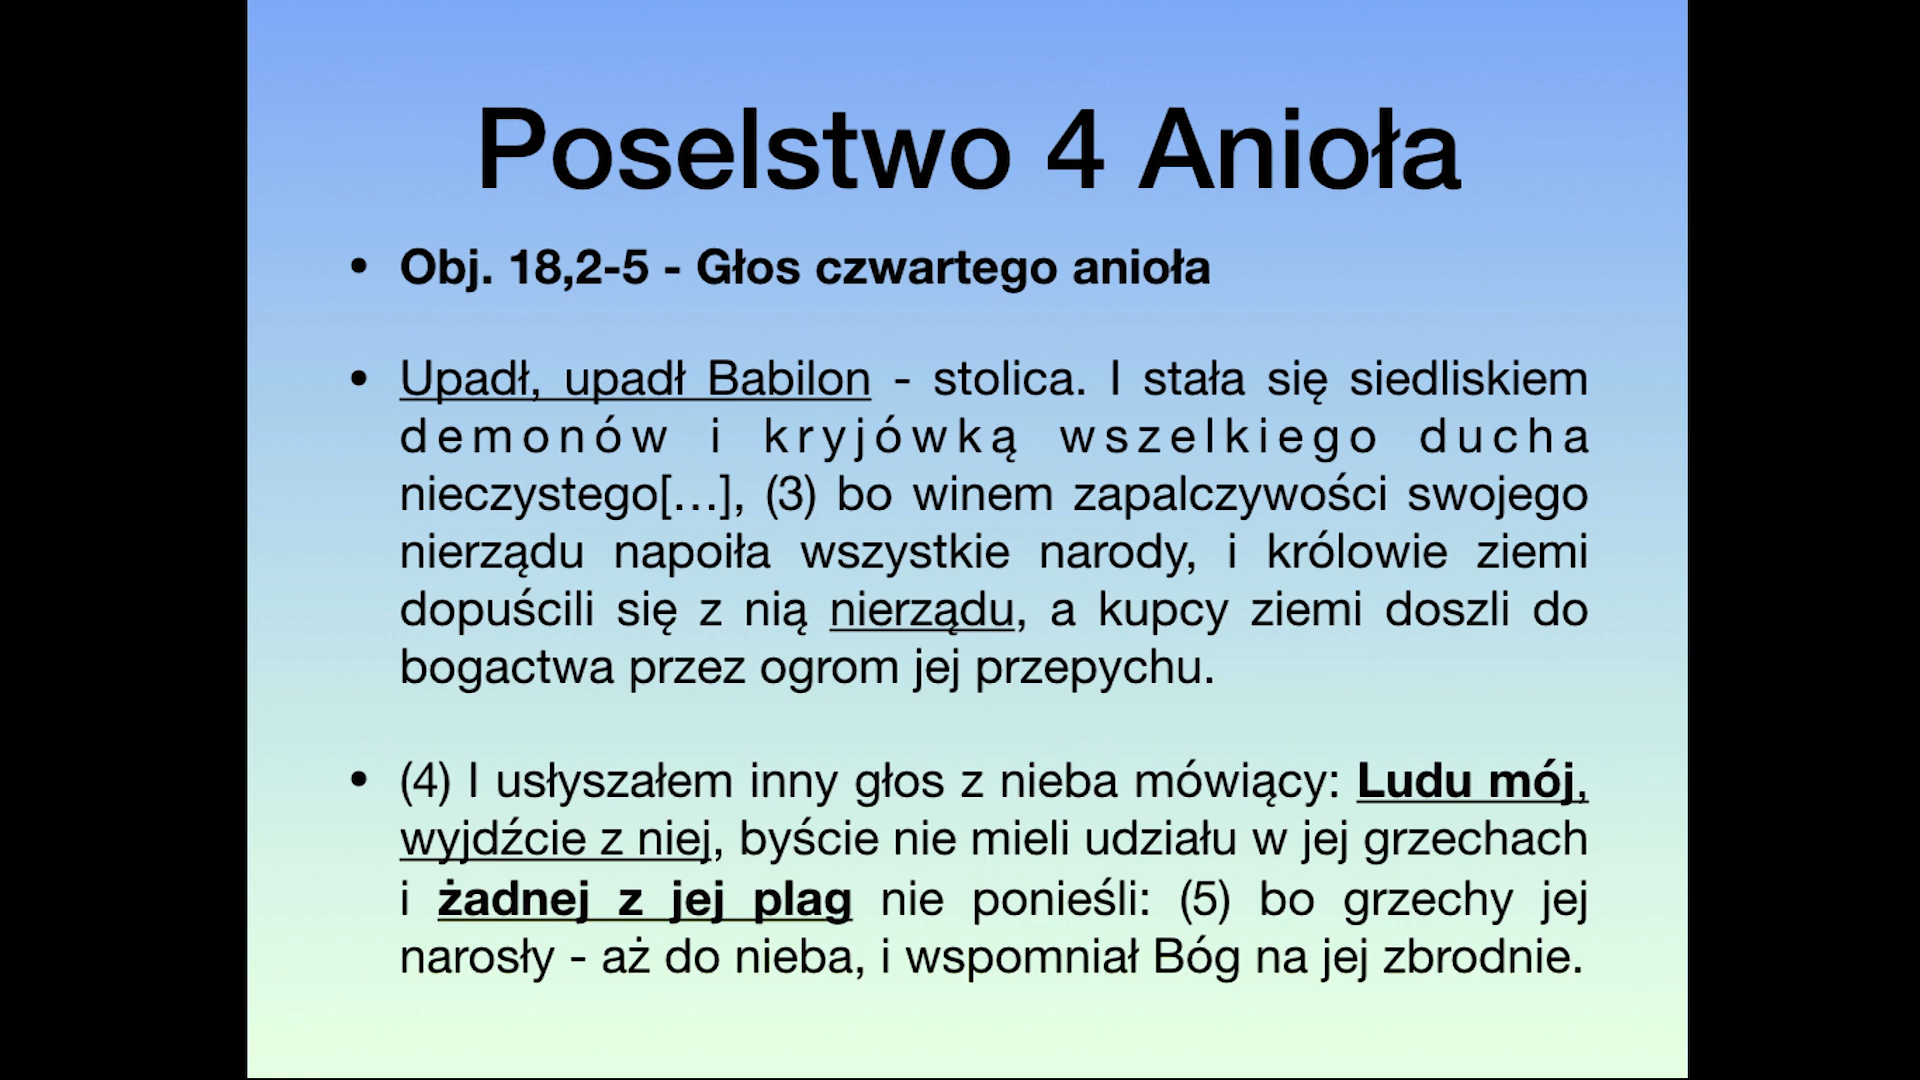 Poselstwo 4 Anioła
• Obj. 18,2-5 - Głos czwartego anioła
• Upadł, upadł Babilon - stolica. I stała się siedliskiem
demonów i kryjówką wszelkiego ducha
nieczystego[…], (3) bo winem zapalczywości swojego
nierządu napoiła wszystkie narody, i królowie ziemi
dopuścili się z nią nierządu, a kupcy ziemi doszli do
bogactwa przez ogrom jej przepychu.
• (4) I usłyszałem inny głos z nieba mówiący: Ludu mój,
wyjdźcie z niej, byście nie mieli udziału w jej grzechach
i żadnej z jej plag nie ponieśli: (5) bo grzechy jej
narosły - aż do nieba, i wspomniał Bóg na jej zbrodnie.